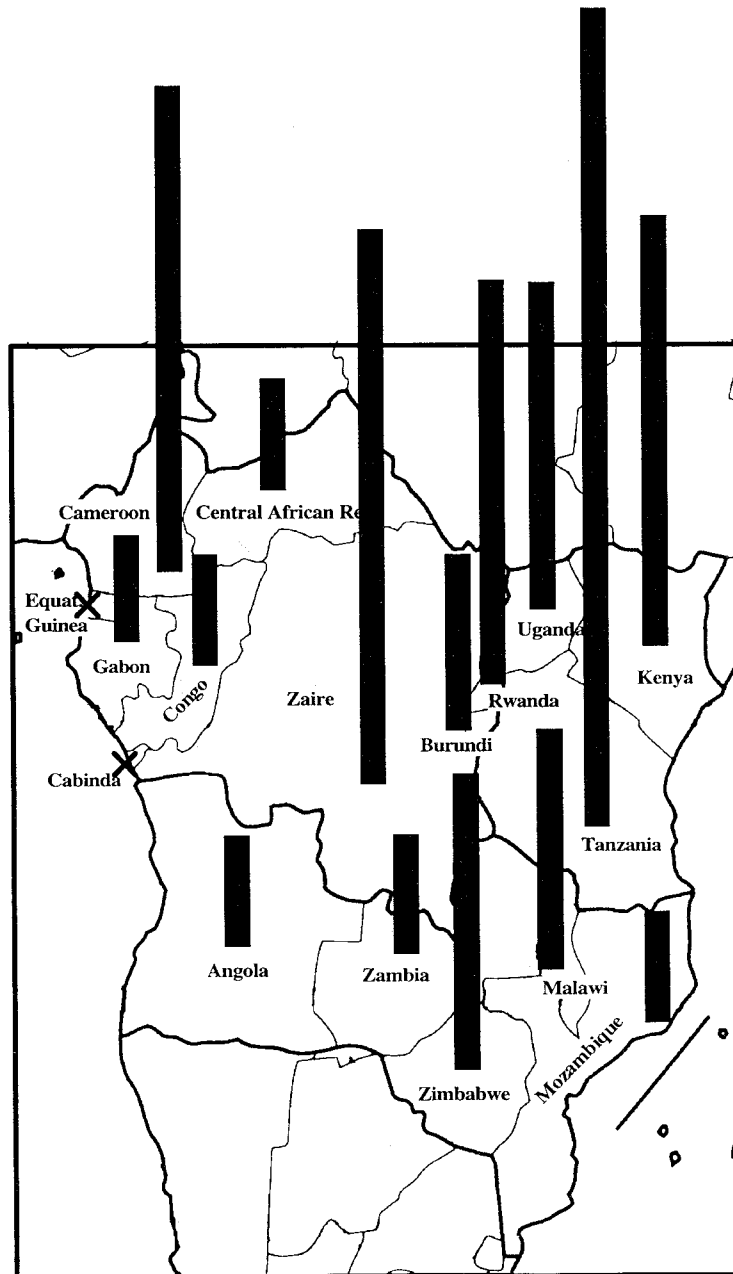 Cameroon
Central African Re
Equat.
Guinea
Gabon
Congo
Zaire
Uganda
Kenya
Rwanda
Burundi
Cabinda
Tanzania
Angola
Zambia
Malawi
Mozambique
Zimbabwe